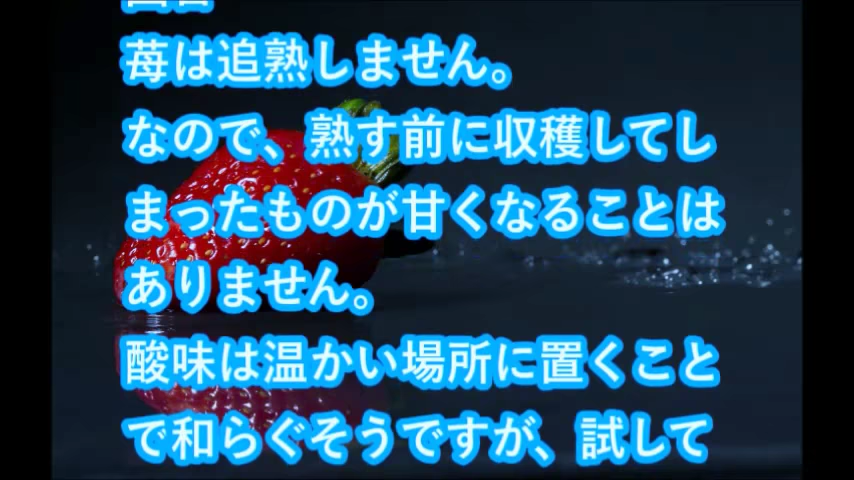 回答
苺は追熟しません。
なので、熟す前に収穫してし
まったものが甘くなることは
ありません。
酸味は温かい場所に置くこと
で和らぐそうですが、試して